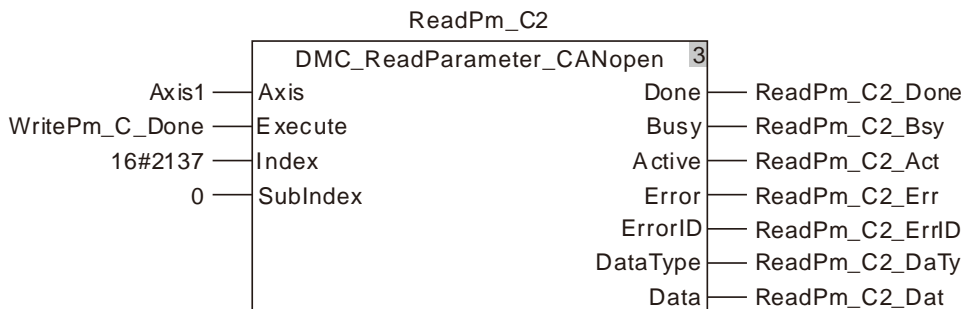 ReadPm_C2
DMC_ReadParameter_CANopen 3
Axis1 Axis Done ReadPm_C2_Done
WritePm_C_Done Execute Busy ReadPm_C2_Bsy
16#2137 Index Active ReadPm_C2_Act
0 SubIndex Error ReadPm_C2_Err
ErrorID ReadPm_C2_ErrID
DataType ReadPm_C2_DaTy
Data ReadPm_C2_Dat